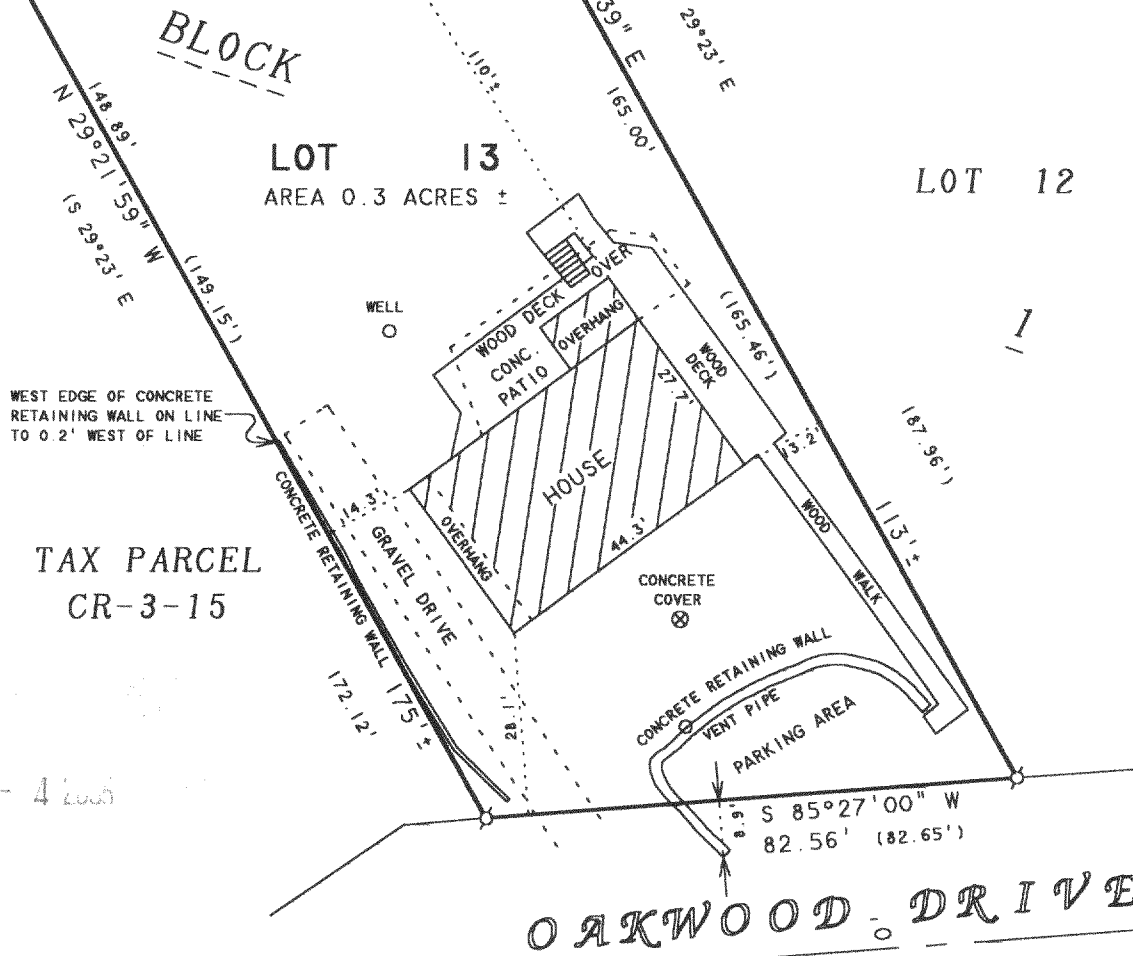 BLOCK
39" E
29°23' E
110'±
148.89'
N 29°21'59" W
(S 29°23' E
(149.15')
165.00'
LOT 13
AREA 0.3 ACRES ±
LOT 12
1
WELL
OVER
WOOD DECK
OVERHANG
CONC.
PATIO
WOOD
DECK
27.7'
(165.46')
187.96')
WEST EDGE OF CONCRETE
RETAINING WALL ON LINE
TO 0.2' WEST OF LINE
13.2'
HOUSE
44.3'
14.3'
OVERHANG
GRAVEL DRIVE
CONCRETE RETAINING WALL
WOOD
WALK
113'±
TAX PARCEL
CR-3-15
CONCRETE
COVER
172.12'
175'±
28.1'
CONCRETE RETAINING WALL
VENT PIPE
PARKING AREA
- 4
8.9'
S 85°27'00" W
82.56' (82.65')
OAKWOOD DRIVE